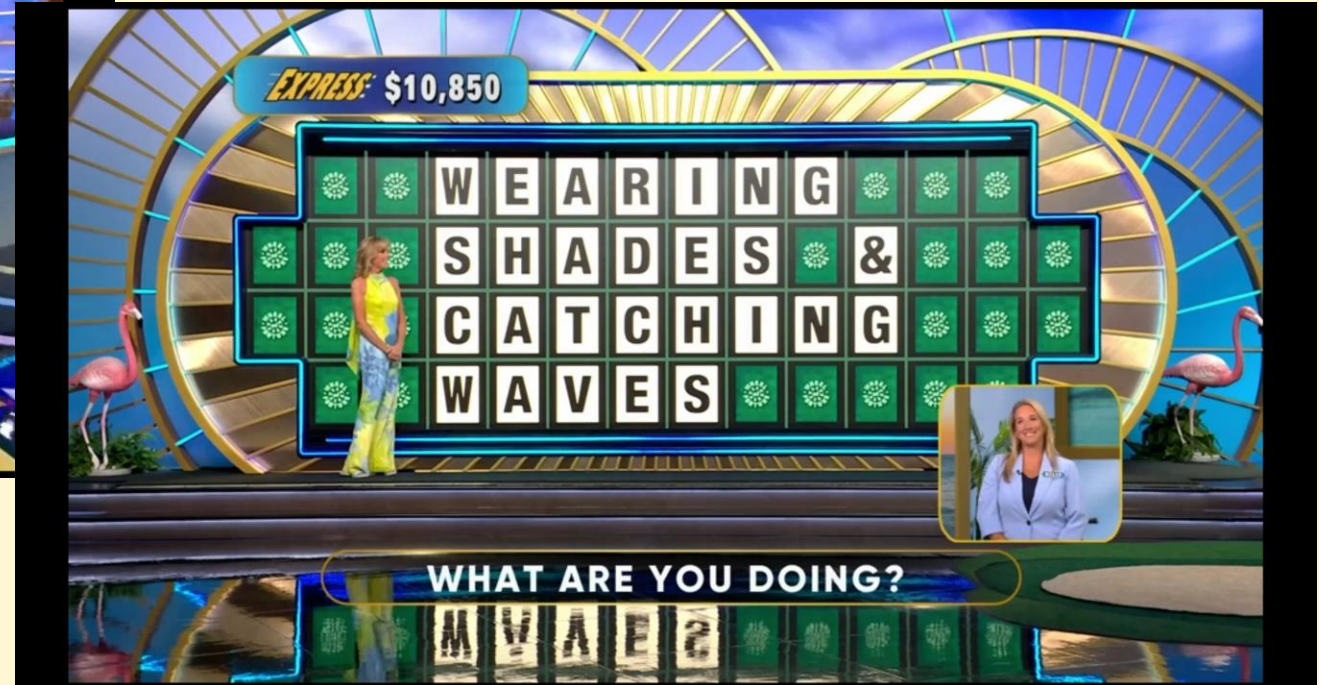 EXPRESS $10,850
WEARING
SHADES &
CATCHING
WAVES
WHAT ARE YOU DOING?